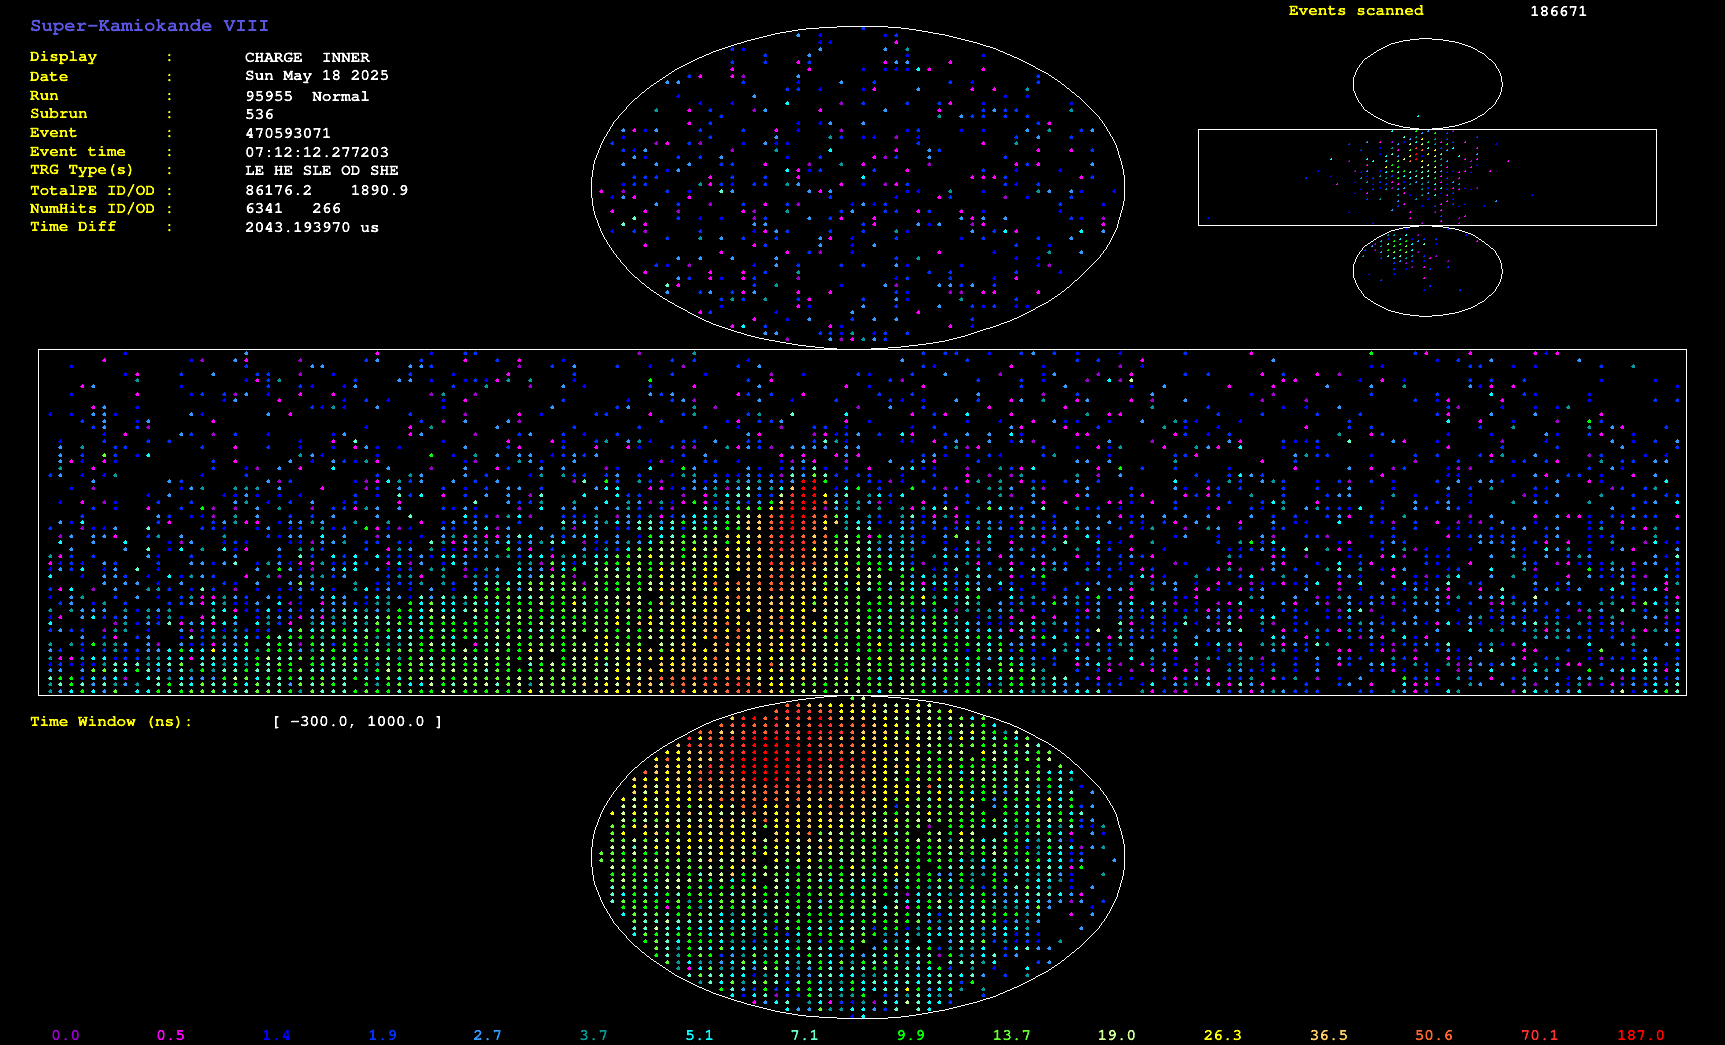 Super-Kamiokande VIII
Display : CHARGE INNER
Date : Sun May 18 2025
Run : 95955 Normal
Subrun : 536
Event : 470593071
Event time : 07:12:12.277203
TRG Type(s) : LE HE SLE OD SHE
TotalPE ID/OD : 86176.2 1890.9
NumHits ID/OD : 6341 266
Time Diff : 2043.193970 us
Events scanned 186671
Time Window (ns): [ -300.0, 1000.0 ]
0.0 0.5 1.4 1.9 2.7 3.7 5.1 7.1 9.9 13.7 19.0 26.3 36.5 50.6 70.1 187.0